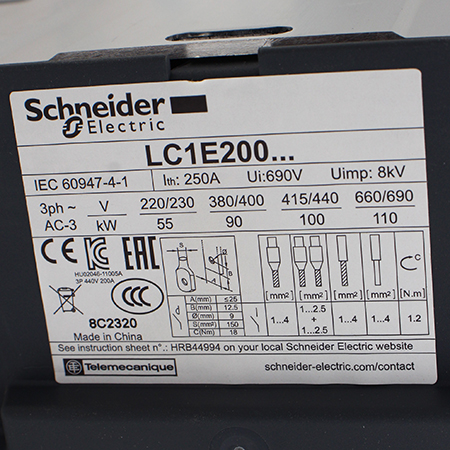 Schneider
Electric
LC1E200...
IEC 60947-4-1 Ith: 250A Ui:690V Uimp: 8kV
3ph ~ V 220/230 380/400 415/440 660/690
AC-3 kW 55 90 100 110
CE EAC
HU02046-11005A
3P 440V 200A
CCC
8C2320
Made in China
S
d
A(mm) ≤25
B(mm) 12.5
Ø(mm) 9
S(mm²) 150
C(Nm) 18
C
[mm²] [mm²] [mm²] [mm²] [N.m]
1...4 1...2.5 + 1...2.5 1...4 1...4 1.2
See instruction sheet n°.: HRB44994 on your local Schneider Electric website
Telemecanique schneider-electric.com/contact